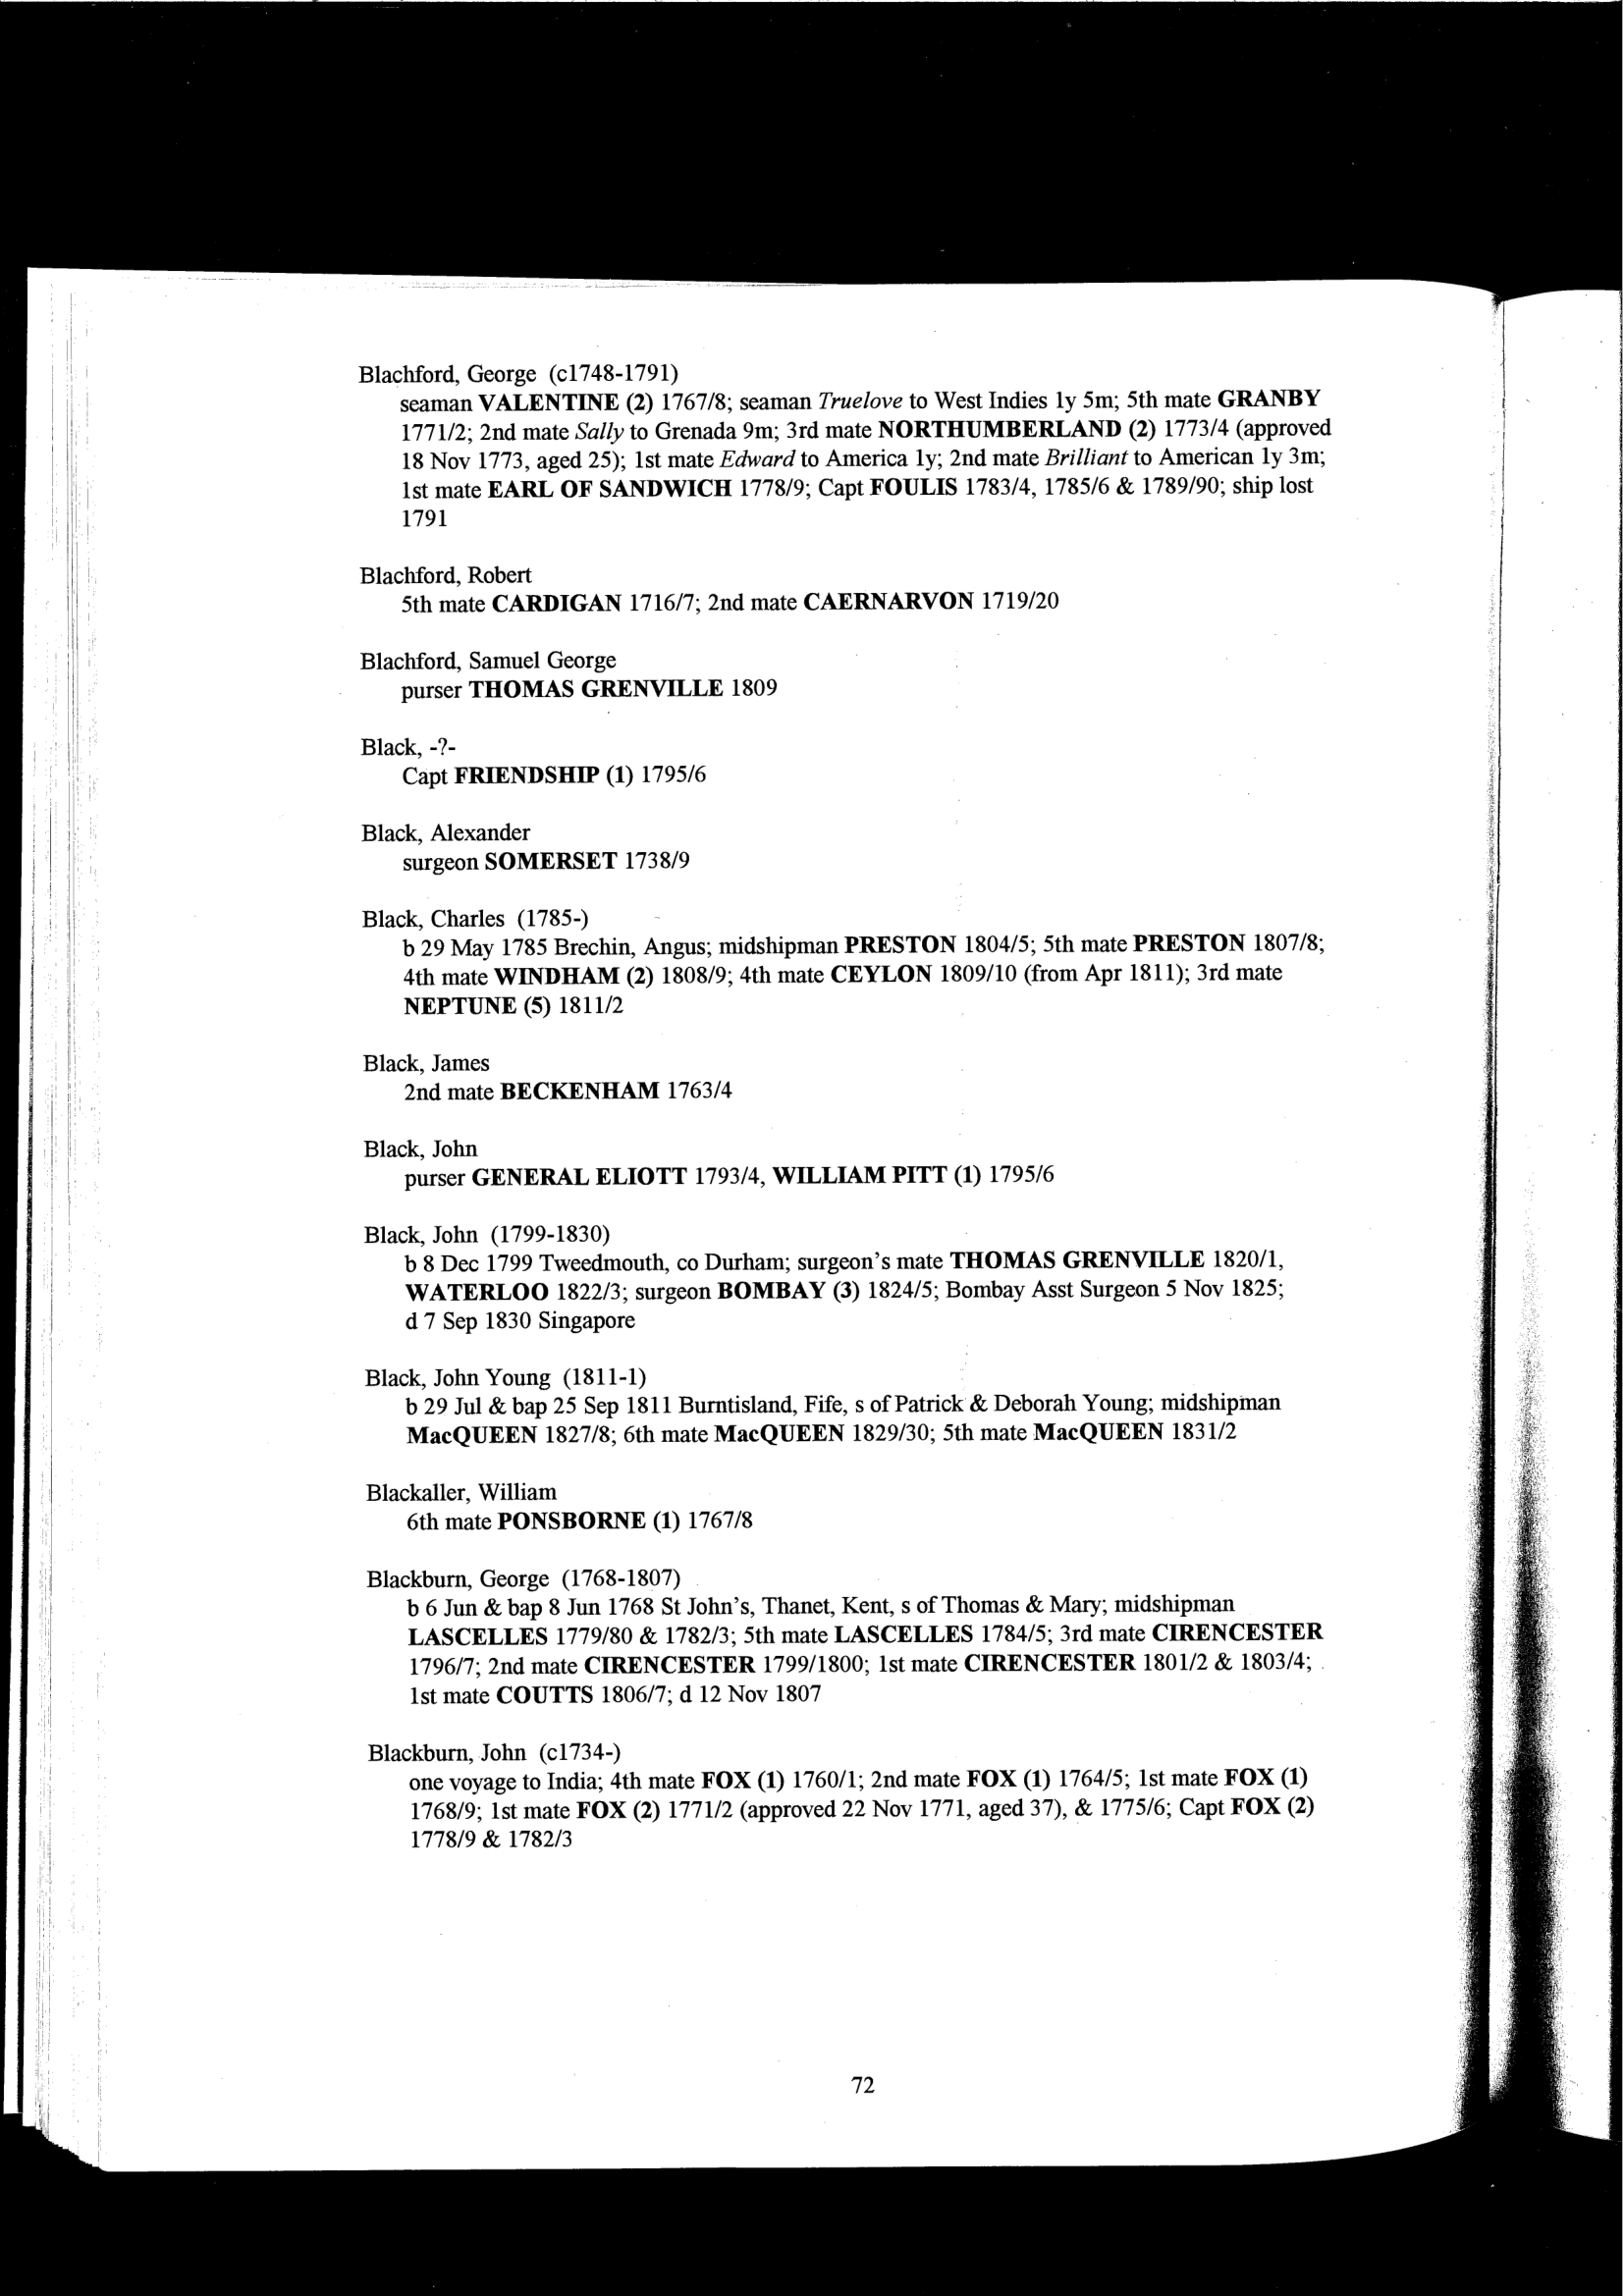 Blachford, George (c1748-1791)
seaman VALENTINE (2) 1767/8; seaman Truelove to West Indies 1y 5m; 5th mate GRANBY
1771/2; 2nd mate Sally to Grenada 9m; 3rd mate NORTHUMBERLAND (2) 1773/4 (approved
18 Nov 1773, aged 25); 1st mate Edward to America 1y; 2nd mate Brilliant to American 1y 3m;
1st mate EARL OF SANDWICH 1778/9; Capt FOULIS 1783/4, 1785/6 & 1789/90; ship lost
1791
Blachford, Robert
5th mate CARDIGAN 1716/7; 2nd mate CAERNARVON 1719/20
Blachford, Samuel George
purser THOMAS GRENVILLE 1809
Black, -?-
Capt FRIENDSHIP (1) 1795/6
Black, Alexander
surgeon SOMERSET 1738/9
Black, Charles (1785-)
b 29 May 1785 Brechin, Angus; midshipman PRESTON 1804/5; 5th mate PRESTON 1807/8;
4th mate WINDHAM (2) 1808/9; 4th mate CEYLON 1809/10 (from Apr 1811); 3rd mate
NEPTUNE (5) 1811/2
Black, James
2nd mate BECKENHAM 1763/4
Black, John
purser GENERAL ELIOTT 1793/4, WILLIAM PITT (1) 1795/6
Black, John (1799-1830)
b 8 Dec 1799 Tweedmouth, co Durham; surgeon's mate THOMAS GRENVILLE 1820/1,
WATERLOO 1822/3; surgeon BOMBAY (3) 1824/5; Bombay Asst Surgeon 5 Nov 1825;
d 7 Sep 1830 Singapore
Black, John Young (1811-1)
b 29 Jul & bap 25 Sep 1811 Burntisland, Fife, s of Patrick & Deborah Young; midshipman
MacQUEEN 1827/8; 6th mate MacQUEEN 1829/30; 5th mate MacQUEEN 1831/2
Blackaller, William
6th mate PONSBORNE (1) 1767/8
Blackburn, George (1768-1807)
b 6 Jun & bap 8 Jun 1768 St John's, Thanet, Kent, s of Thomas & Mary; midshipman
LASCELLES 1779/80 & 1782/3; 5th mate LASCELLES 1784/5; 3rd mate CIRENCESTER
1796/7; 2nd mate CIRENCESTER 1799/1800; 1st mate CIRENCESTER 1801/2 & 1803/4;
1st mate COUTTS 1806/7; d 12 Nov 1807
Blackburn, John (c1734-)
one voyage to India; 4th mate FOX (1) 1760/1; 2nd mate FOX (1) 1764/5; 1st mate FOX (1)
1768/9; 1st mate FOX (2) 1771/2 (approved 22 Nov 1771, aged 37), & 1775/6; Capt FOX (2)
1778/9 & 1782/3
72